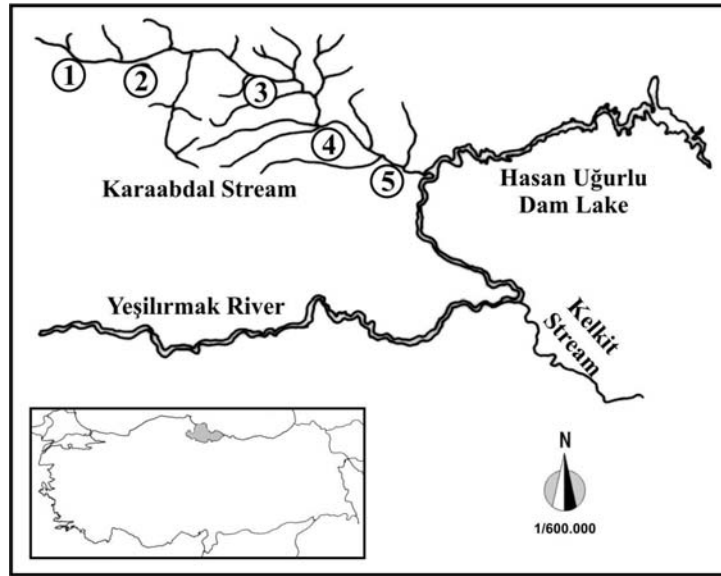 1
2
3
4
5
Karaabdal Stream
Hasan Uğurlu
Dam Lake
Yeşilırmak River
Kelkit
Stream
N
1/600.000